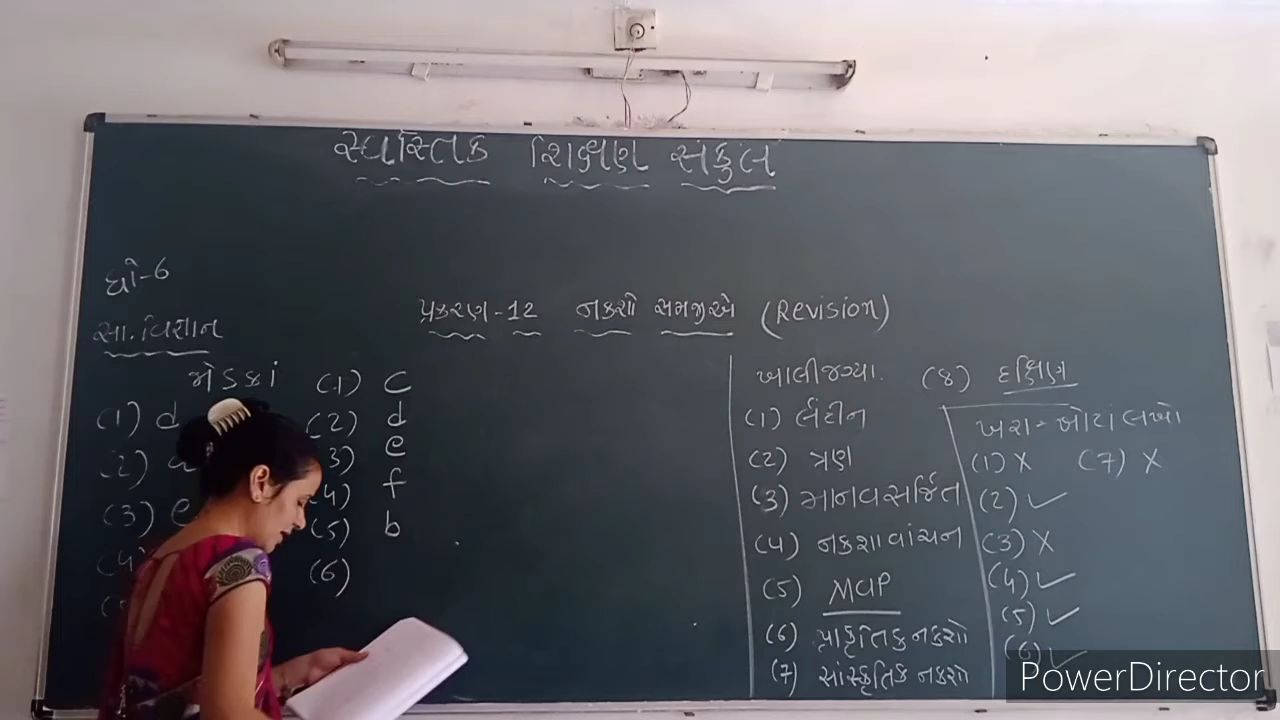 સ્વસ્તિક શિક્ષણ સંકુલ
ધો-6
પ્રકરણ-12 નકશો સમજીએ (Revision)
સા.વિજ્ઞાન
જોડકાં
(1) d
(2)
(3) e
(1) c
(2) d
(3) e
(4) f
(5) b
(6)
ખાલીજગ્યા.
(1) લેટીન
(2) ત્રણ
(3) માનવસર્જિત
(4) નકશાવાંચન
(5) MAP
(6) પ્રાકૃતિક નકશો
(7) સાંસ્કૃતિક નકશો
(8) દક્ષિણ
ખરા-ખોટાં લખો
(1) X
(2) ✓
(3) X
(4) ✓
(5) ✓
(6) ✓
(7) X
PowerDirector